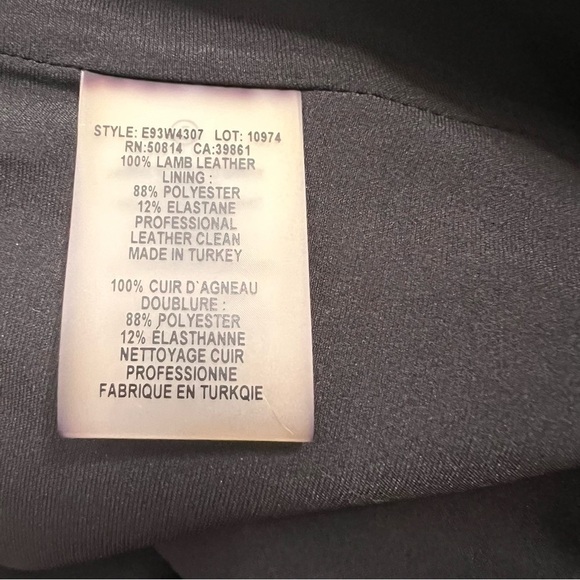 STYLE: E93W4307 LOT: 10974
RN:50814 CA:39861
100% LAMB LEATHER
LINING :
88% POLYESTER
12% ELASTANE
PROFESSIONAL
LEATHER CLEAN
MADE IN TURKEY
100% CUIR D`AGNEAU
DOUBLURE :
88% POLYESTER
12% ÉLASTHANNE
NETTOYAGE CUIR
PROFESSIONNE
FABRIQUE EN TURKQIE